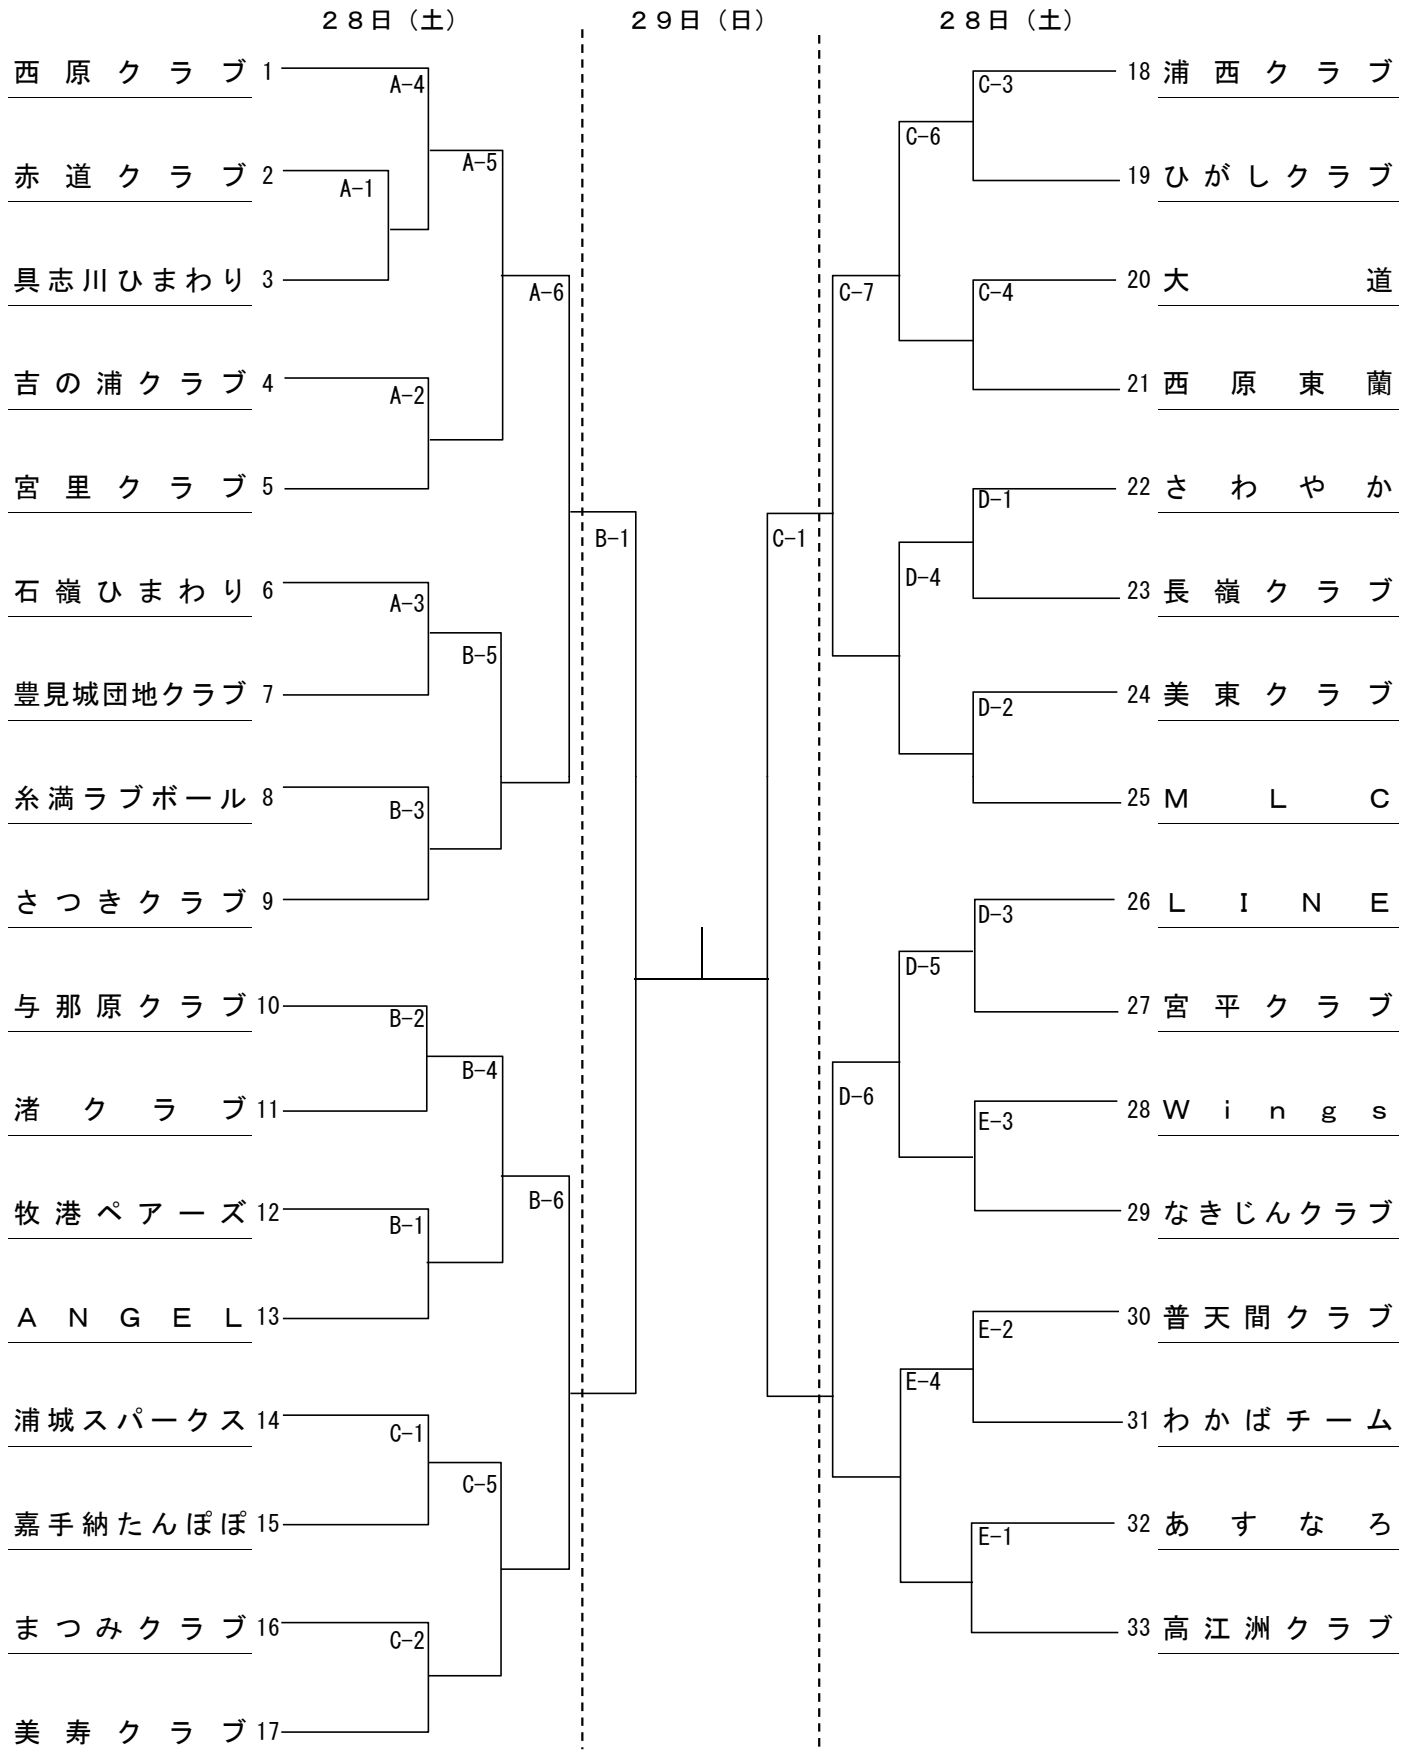 ２８日（土）　２９日（日）　２８日（土）
西原クラブ 1
A-4
赤道クラブ 2
A-1
A-5
具志川ひまわり 3
A-6
吉の浦クラブ 4
A-2
宮里クラブ 5
B-1
石嶺ひまわり 6
A-3
B-5
豊見城団地クラブ 7
糸満ラブボール 8
B-3
さつきクラブ 9
与那原クラブ 10
B-2
B-4
渚クラブ 11
牧港ペアーズ 12
B-6
B-1
ＡＮＧＥＬ 13
浦城スパークス 14
C-1
C-5
嘉手納たんぽぽ 15
まつみクラブ 16
C-2
美寿クラブ 17
18 浦西クラブ
C-3
C-6
19 ひがしクラブ
20 大道
C-4
C-7
21 西原東蘭
22 さわやか
D-1
C-1
D-4
23 長嶺クラブ
24 美東クラブ
D-2
25 ＭＬＣ
26 ＬＩＮＥ
D-3
D-5
27 宮平クラブ
D-6
28 Ｗｉｎｇｓ
E-3
29 なきじんクラブ
30 普天間クラブ
E-2
E-4
31 わかばチーム
32 あすなろ
E-1
33 高江洲クラブ